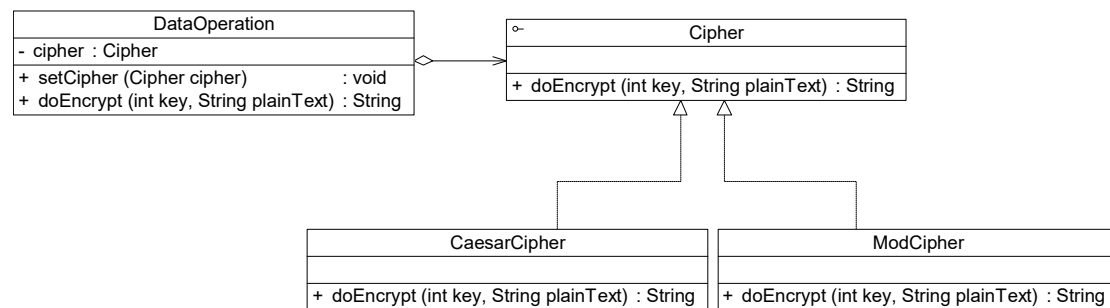 DataOperation
- cipher : Cipher
+ setCipher (Cipher cipher) : void
+ doEncrypt (int key, String plainText) : String
Cipher
+ doEncrypt (int key, String plainText) : String
CaesarCipher
+ doEncrypt (int key, String plainText) : String
ModCipher
+ doEncrypt (int key, String plainText) : String